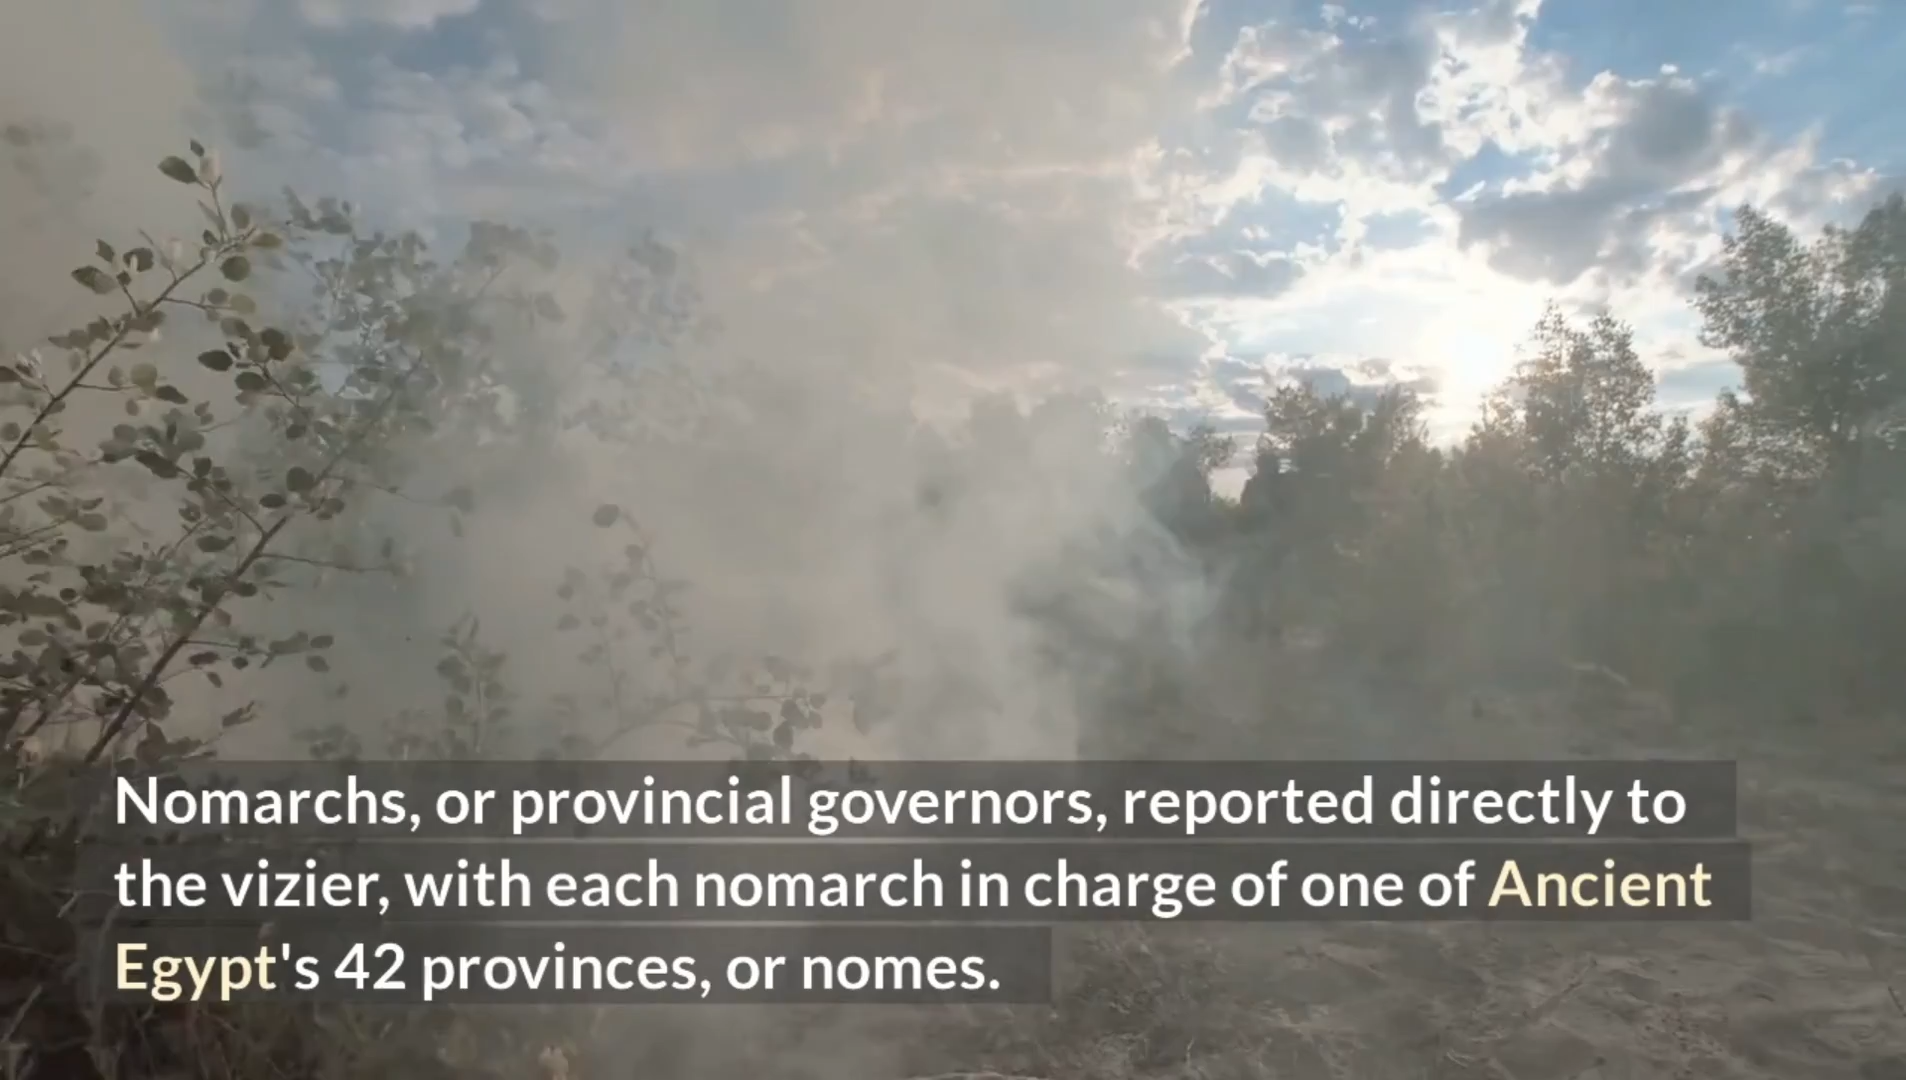 Nomarchs, or provincial governors, reported directly to
the vizier, with each nomarch in charge of one of Ancient
Egypt's 42 provinces, or nomes.